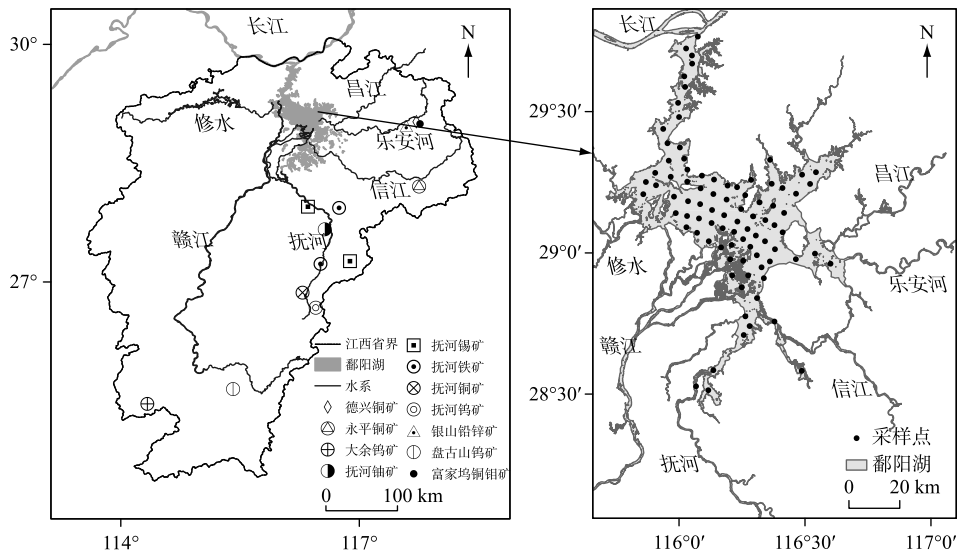 30°
27°
114°
117°
长江
N
昌江
修水
乐安河
信江
赣江
抚河
江西省界
鄱阳湖
水系
德兴铜矿
永平铜矿
大余钨矿
抚河铀矿
抚河锡矿
抚河铁矿
抚河铜矿
抚河钨矿
银山铅锌矿
盘古山钨矿
富家坞铜钼矿
0 100 km
长江
N
29°30′
29°0′
28°30′
昌江
修水
乐安河
赣江
信江
抚河
采样点
鄱阳湖
0 20 km
116°0′
116°30′
117°0′